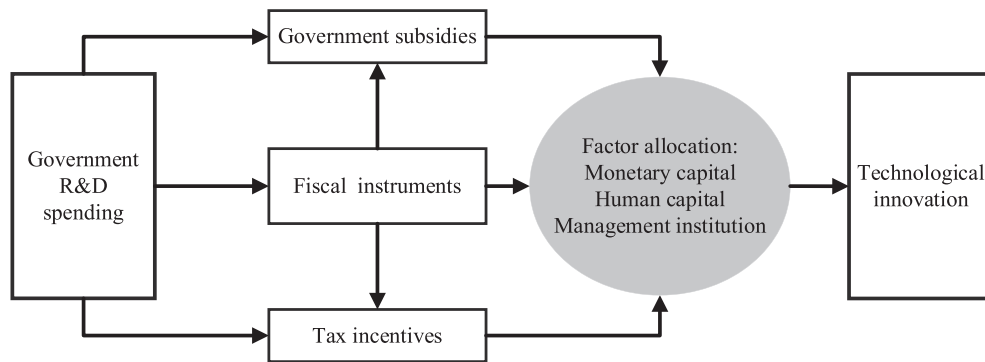 Government subsidies
Government
R&D
spending
Fiscal instruments
Factor allocation:
Monetary capital
Human capital
Management institution
Technological
innovation
Tax incentives